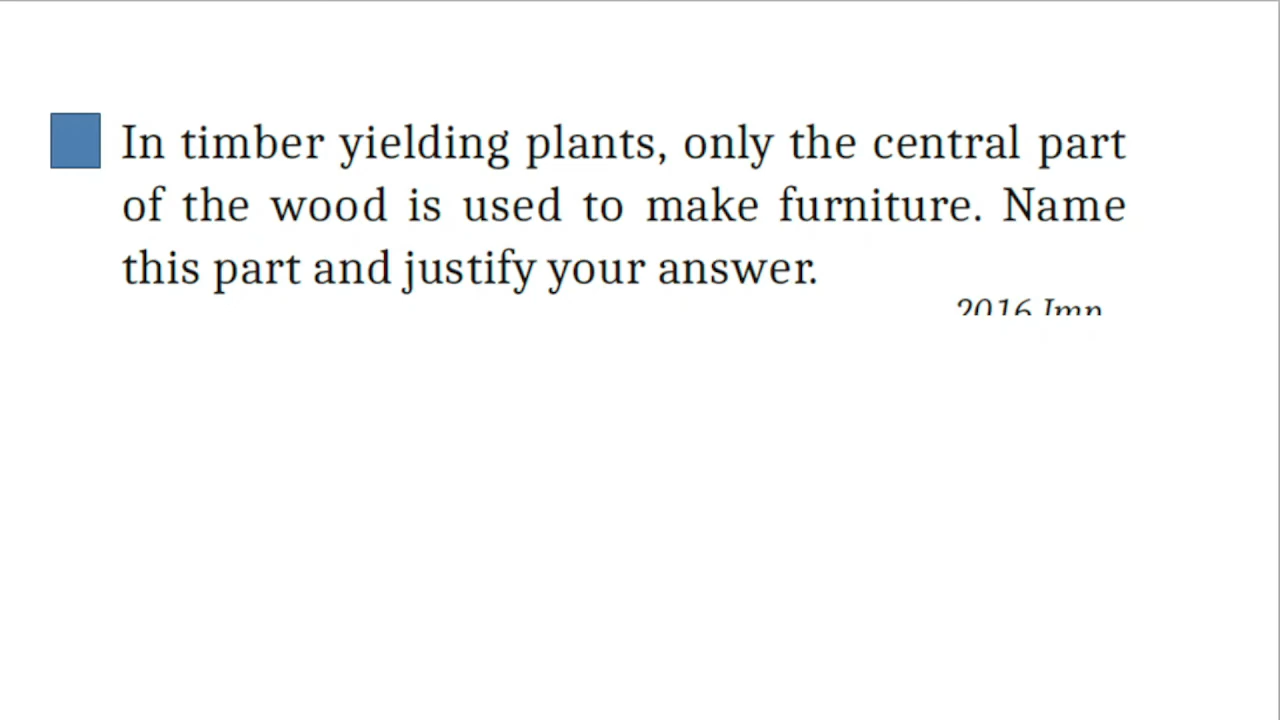 In timber yielding plants, only the central part
of the wood is used to make furniture. Name
this part and justify your answer.
2016 Imp